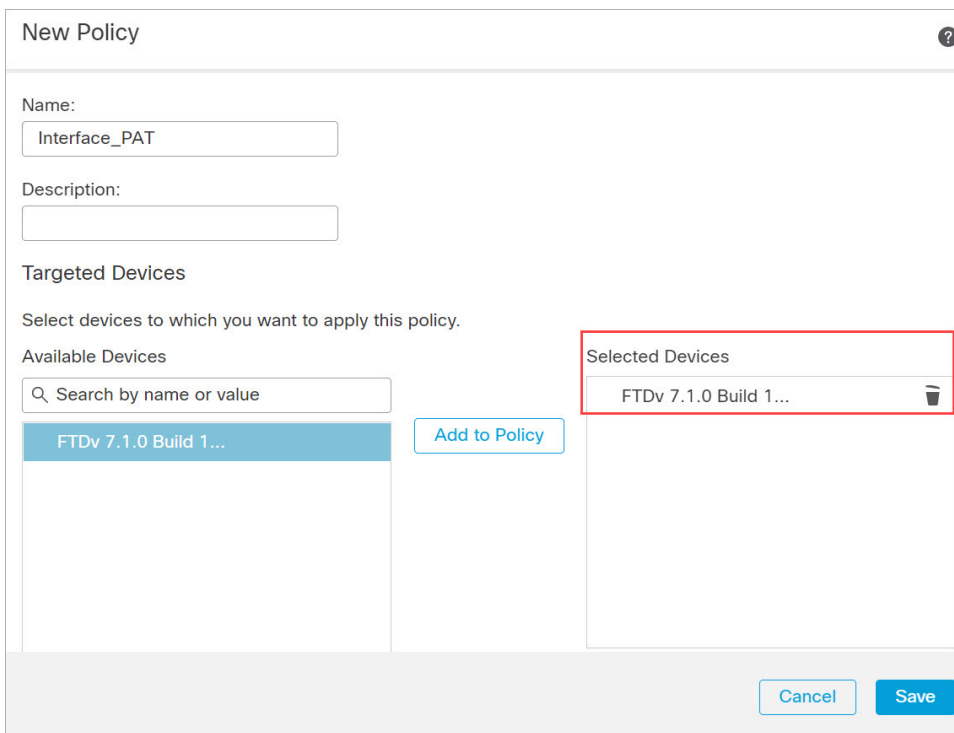 New Policy
?
Name:
Interface_PAT
Description:
Targeted Devices
Select devices to which you want to apply this policy.
Available Devices
Search by name or value
FTDv 7.1.0 Build 1...
Add to Policy
Selected Devices
FTDv 7.1.0 Build 1...
Cancel
Save